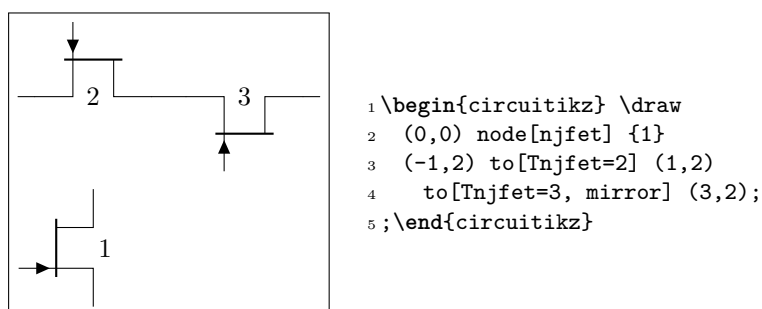 2
3
1
1 \begin{circuitikz} \draw
2 (0,0) node[njfet] {1}
3 (-1,2) to[Tnjfet=2] (1,2)
4 to[Tnjfet=3, mirror] (3,2);
5 ;\end{circuitikz}